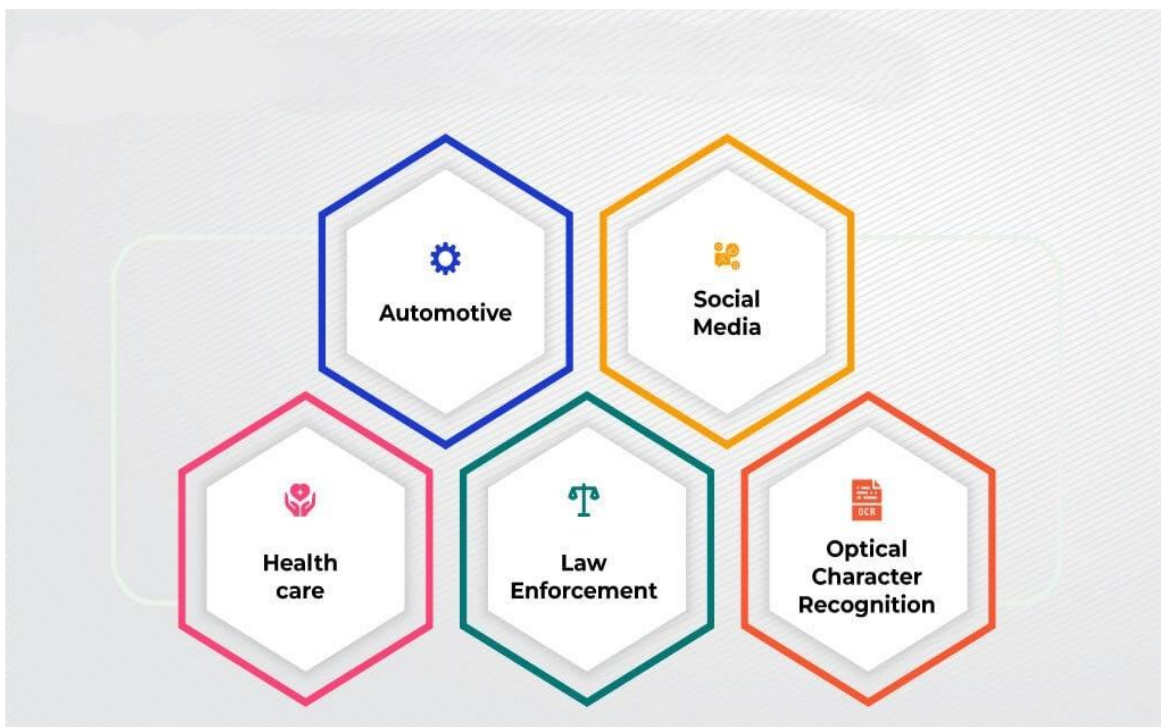 Automotive
Social
Media
Health
care
Law
Enforcement
OCR
Optical
Character
Recognition